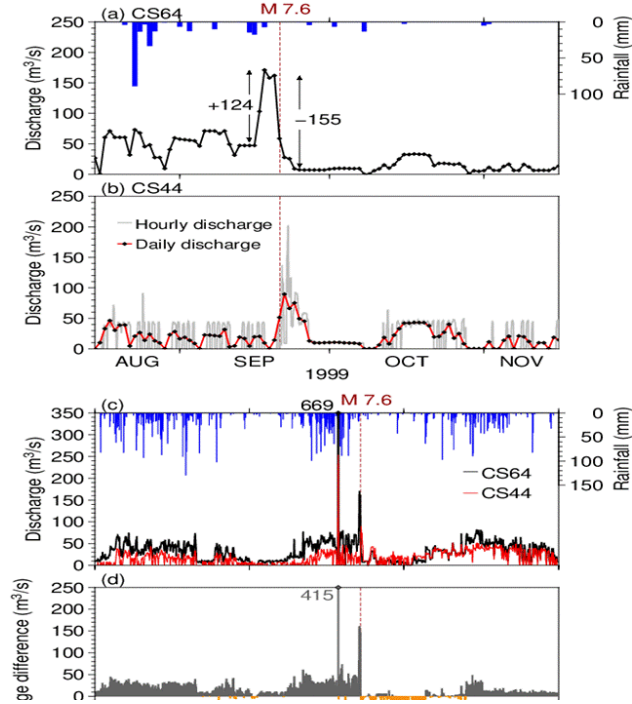 M 7.6
(a) CS64
250
200
150
100
50
0
Discharge (m³/s)
+124
−155
0
50
100
Rainfall (mm)
(b) CS44
250
200
150
100
50
0
Discharge (m³/s)
Hourly discharge
Daily discharge
AUG SEP OCT NOV
1999
(c)
669 M 7.6
350
300
250
200
150
100
50
0
Discharge (m³/s)
0
50
100
150
Rainfall (mm)
CS64
CS44
(d)
250
200
150
100
50
0
ge difference (m³/s)
415